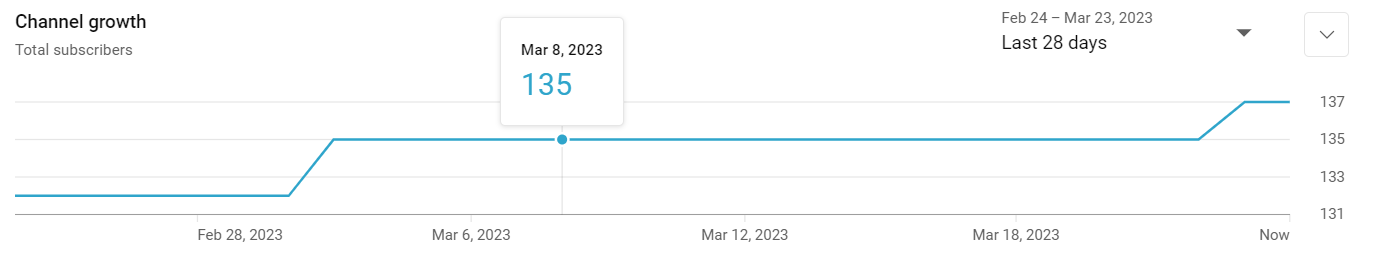 Channel growth
Total subscribers
Feb 24 – Mar 23, 2023
Last 28 days
Mar 8, 2023
135
137
135
133
131
Feb 28, 2023
Mar 6, 2023
Mar 12, 2023
Mar 18, 2023
Now